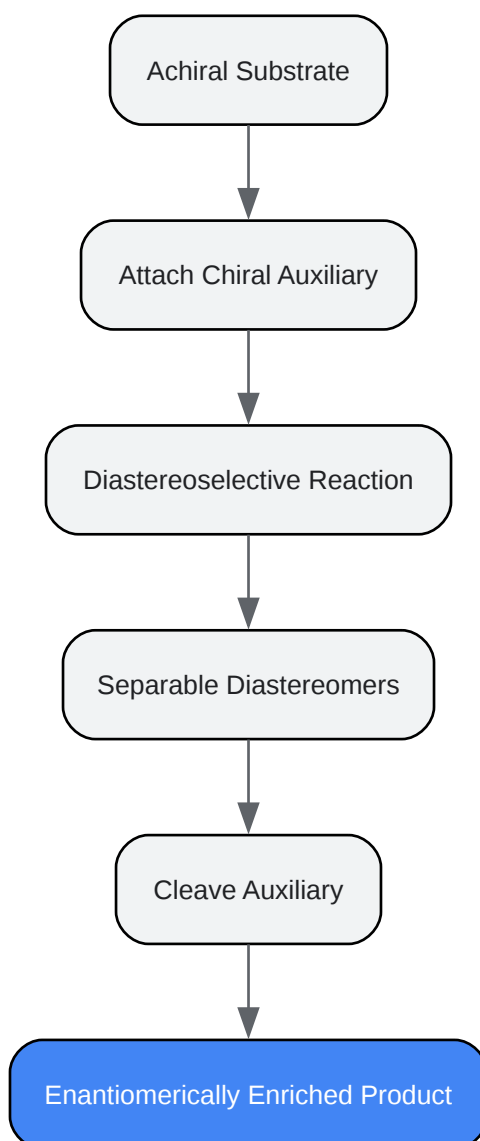 Achiral Substrate
Attach Chiral Auxiliary
Diastereoselective Reaction
Separable Diastereomers
Cleave Auxiliary
Enantiomerically Enriched Product